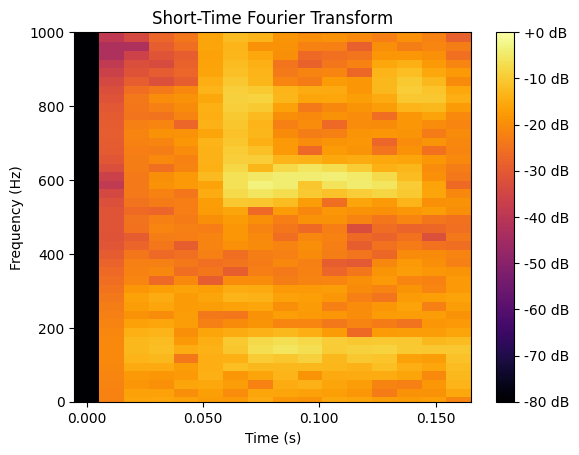 Short-Time Fourier Transform
1000
800
600
400
200
0
Frequency (Hz)
0.000
0.050
0.100
0.150
Time (s)
+0 dB
-10 dB
-20 dB
-30 dB
-40 dB
-50 dB
-60 dB
-70 dB
-80 dB